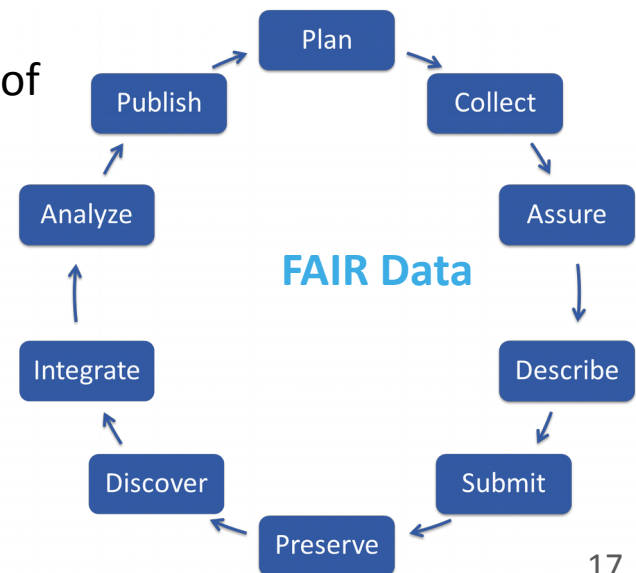 of
Plan
Collect
Assure
Describe
Submit
Preserve
Discover
Integrate
Analyze
Publish
FAIR Data
17